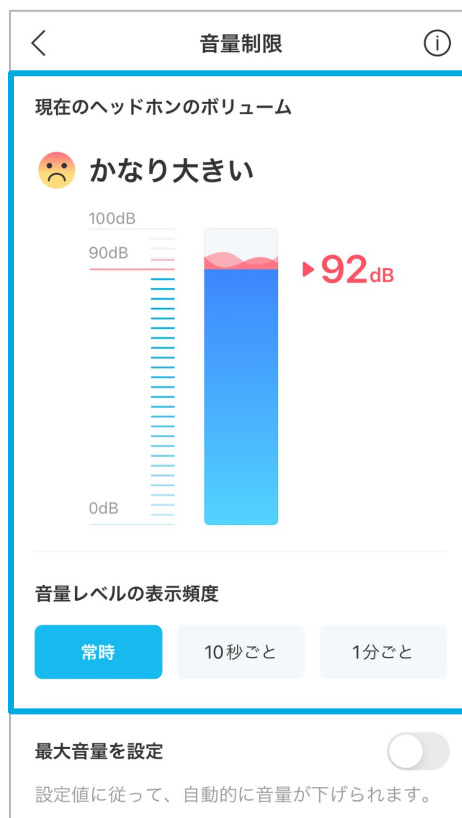 音量制限
現在のヘッドホンのボリューム
かなり大きい
100dB
90dB
92dB
0dB
音量レベルの表示頻度
常時
10秒ごと
1分ごと
最大音量を設定
設定値に従って、自動的に音量が下げられます。